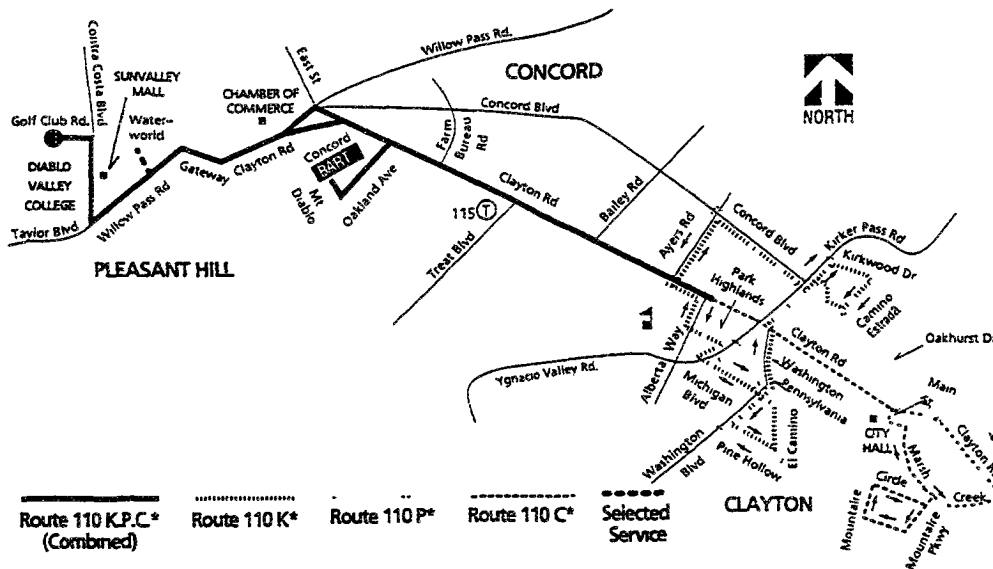 Contra Costa Blvd
SUNVALLEY
MALL
Water-
world
Golf Club Rd.
DIABLO
VALLEY
COLLEGE
Tavior Blvd
Willow Pass Rd
PLEASANT HILL
Gateway
Clayton Rd
CHAMBER OF
COMMERCE
East St
Willow Pass Rd.
CONCORD
Concord Blvd
Farm
Bureau
Rd
Concord
BART
Mt
Diablo
Oakland Ave
Clayton Rd
115 T
Treat Blvd
Bailey Rd
Ayers Rd
NORTH
Concord Blvd
Kirker Pass Rd
Kirkwood Dr
Camino
Estrada
Park
Highlands
Alberta Way
Ygnacio Valley Rd.
Michigan
Blvd
Clayton Rd
Washington
Pennsylvania
Washington
Blvd
Pine Hollow
El Camino
Oakhurst D
Main
St
CITY
HALL
Marsh
Creek
Clayton R
Circle
Mountaire
Mountaire
Pkwy
CLAYTON
Route 110 K.P.C.*
(Combined)
Route 110 K*
Route 110 P*
Route 110 C*
Selected
Service